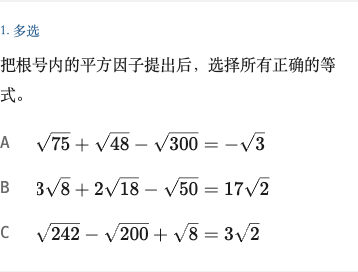 1. 多选
把根号内的平方因子提出后，选择所有正确的等
式。
A √75 + √48 − √300 = −√3
B 3√8 + 2√18 − √50 = 17√2
C √242 − √200 + √8 = 3√2